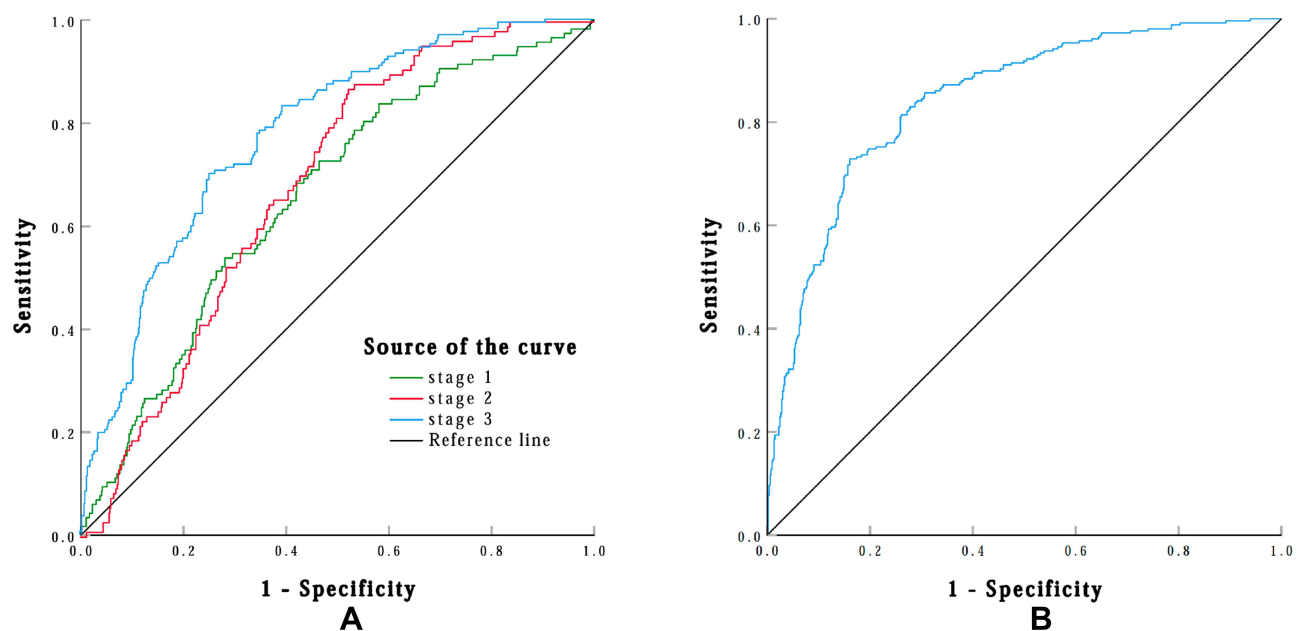 1.0
0.8
0.6
0.4
0.2
0.0
Sensitivity
0.0 0.2 0.4 0.6 0.8 1.0
1 - Specificity
Source of the curve
stage 1
stage 2
stage 3
Reference line
A
1.0
0.8
0.6
0.4
0.2
0.0
Sensitivity
0.0 0.2 0.4 0.6 0.8 1.0
1 - Specificity
B